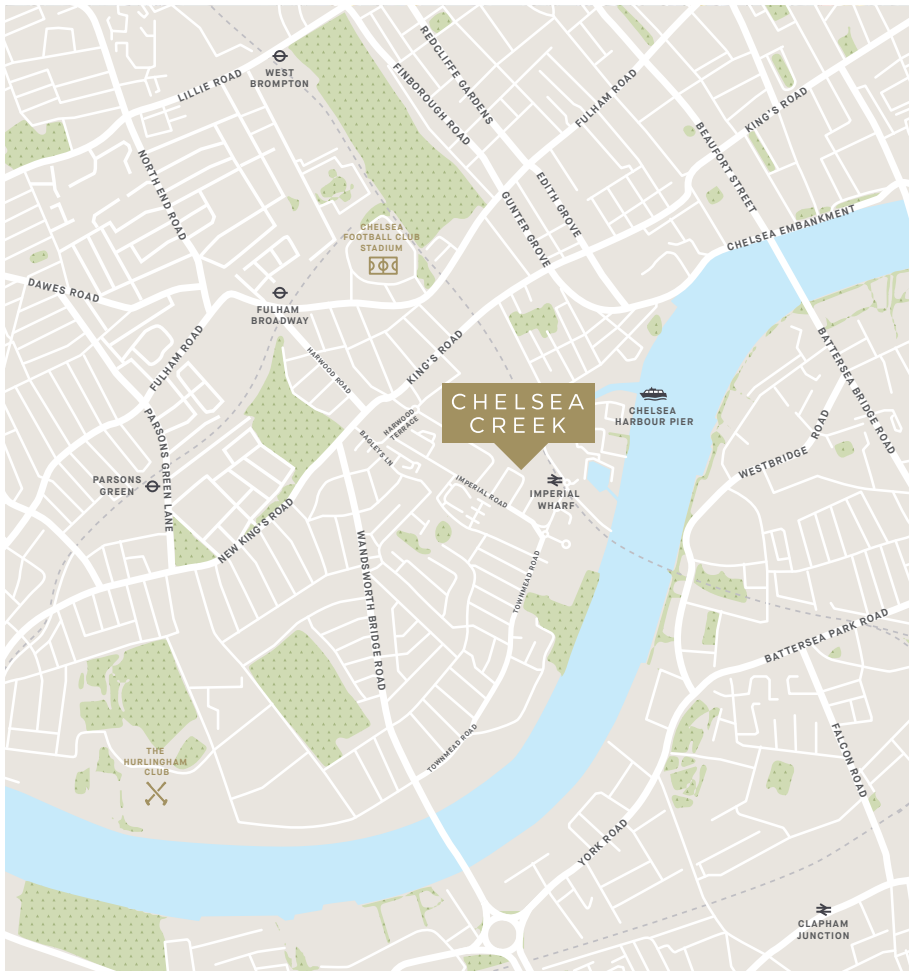 REDCLIFFE GARDENS
FINBOROUGH ROAD
FULHAM ROAD
KING'S ROAD
WEST
BROMPTON
LILLIE ROAD
BEAUFORT STREET
NORTH END ROAD
EDITH GROVE
GUNTER GROVE
CHELSEA EMBANKMENT
CHELSEA
FOOTBALL CLUB
STADIUM
DAWES ROAD
FULHAM
BROADWAY
FULHAM ROAD
HARWOOD ROAD
KING'S ROAD
BATTERSEA BRIDGE ROAD
CHELSEA
CREEK
CHELSEA
HARBOUR PIER
HARWOOD
TERRACE
BAGLEYS LN
WESTBRIDGE ROAD
PARSONS GREEN LANE
PARSONS
GREEN
IMPERIAL ROAD
IMPERIAL
WHARF
NEW KING'S ROAD
WANDSWORTH BRIDGE ROAD
TOWNMEAD ROAD
BATTERSEA PARK ROAD
TOWNMEAD ROAD
THE
HURLINGHAM
CLUB
FALCON ROAD
YORK ROAD
CLAPHAM
JUNCTION